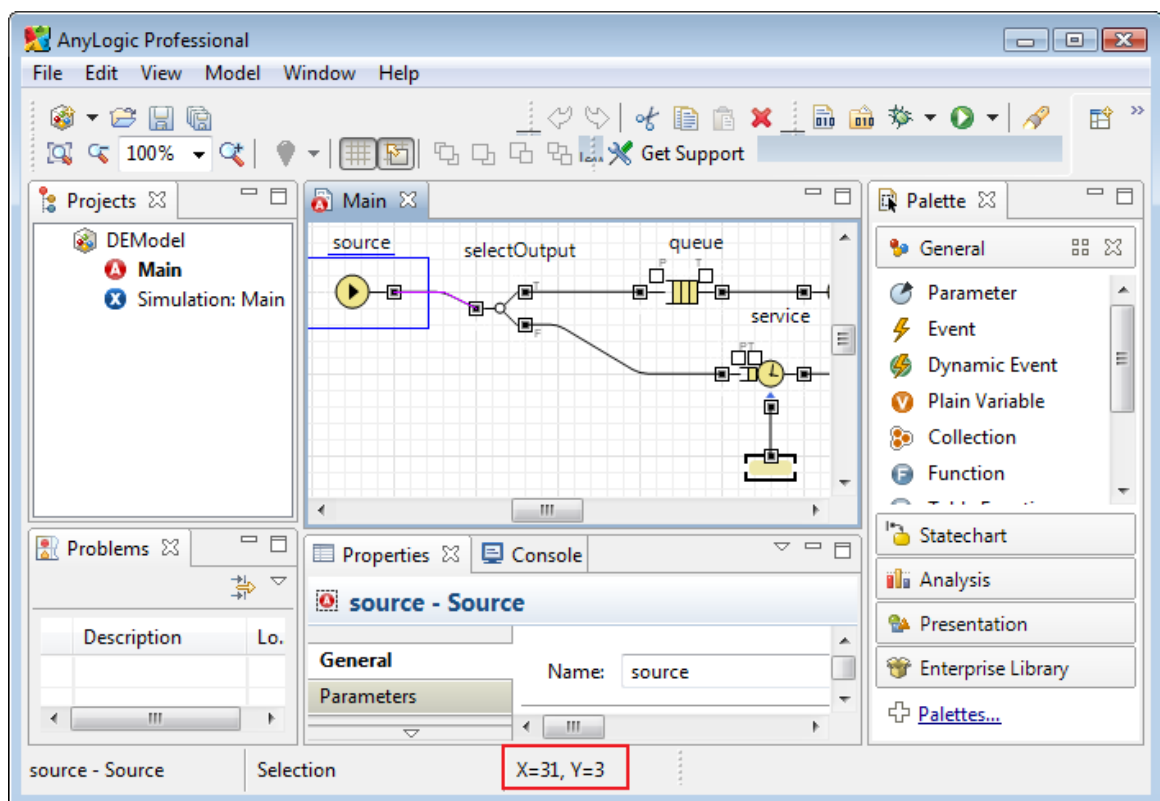 AnyLogic Professional
File Edit View Model Window Help
100% Get Support
Projects
DEModel
Main
Simulation: Main
Main
source
selectOutput
queue
P T
T
F
service
PT
Palette
General
Parameter
Event
Dynamic Event
Plain Variable
Collection
Function
Statechart
Analysis
Presentation
Enterprise Library
Palettes...
Problems
Description Lo.
Properties Console
source - Source
General
Parameters
Name: source
source - Source Selection X=31, Y=3